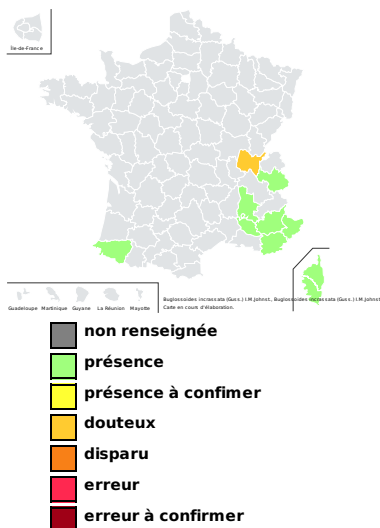 Île-de-France
Guadeloupe Martinique Guyane La Réunion Mayotte
Buglossoides incrassata (Guss.) I.M.Johnst., Buglossoides incrassata (Guss.) I.M.Johnst
Carte en cours d'élaboration.
non renseignée
présence
présence à confimer
douteux
disparu
erreur
erreur à confirmer